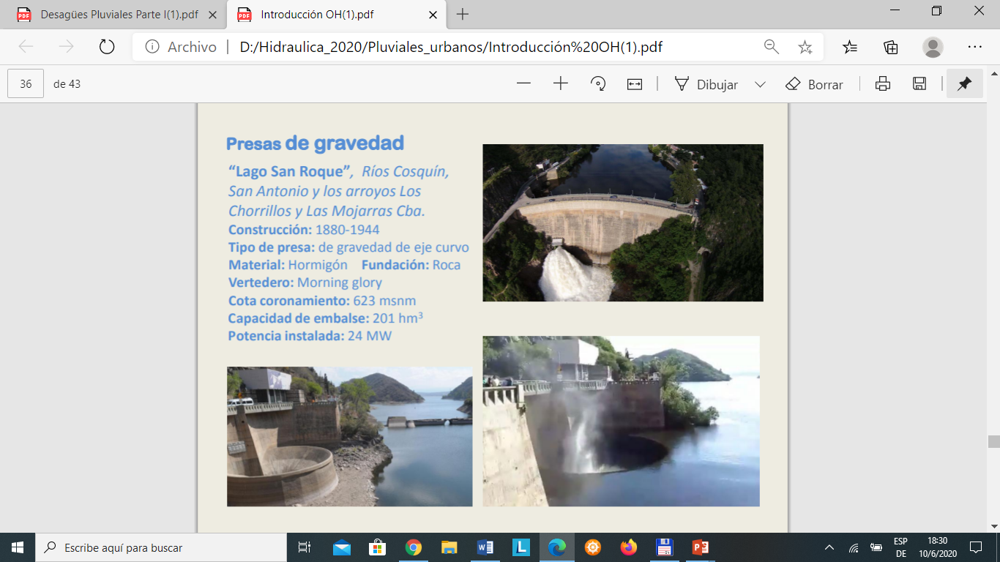 Desagües Pluviales Parte I(1).pdf
Introducción OH(1).pdf
Archivo
D:/Hidraulica_2020/Pluviales_urbanos/Introducción%20OH(1).pdf
36 de 43
Dibujar
Borrar
Presas de gravedad
“Lago San Roque”, Ríos Cosquín,
San Antonio y los arroyos Los
Chorrillos y Las Mojarras Cba.
Construcción: 1880-1944
Tipo de presa: de gravedad de eje curvo
Material: Hormigón Fundación: Roca
Vertedero: Morning glory
Cota coronamiento: 623 msnm
Capacidad de embalse: 201 hm³
Potencia instalada: 24 MW
Escribe aquí para buscar
ESP
DE
18:30
10/6/2020